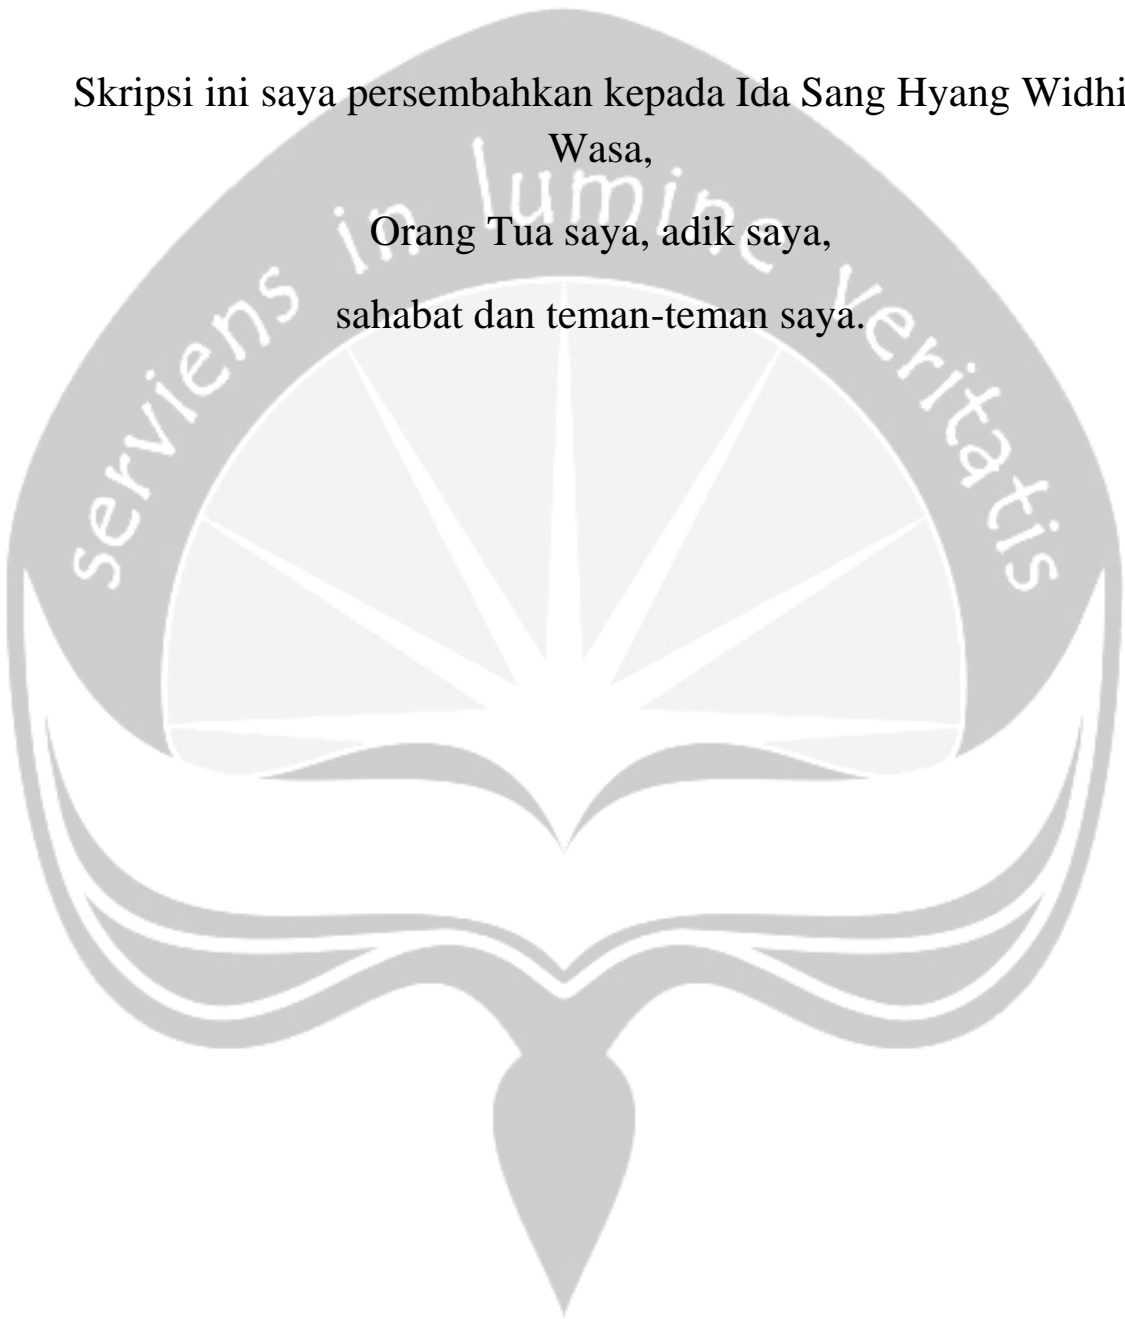 Skripsi ini saya persembahkan kepada Ida Sang Hyang Widhi
Wasa,
Orang Tua saya, adik saya,
sahabat dan teman-teman saya.
serviens in lumine veritatis